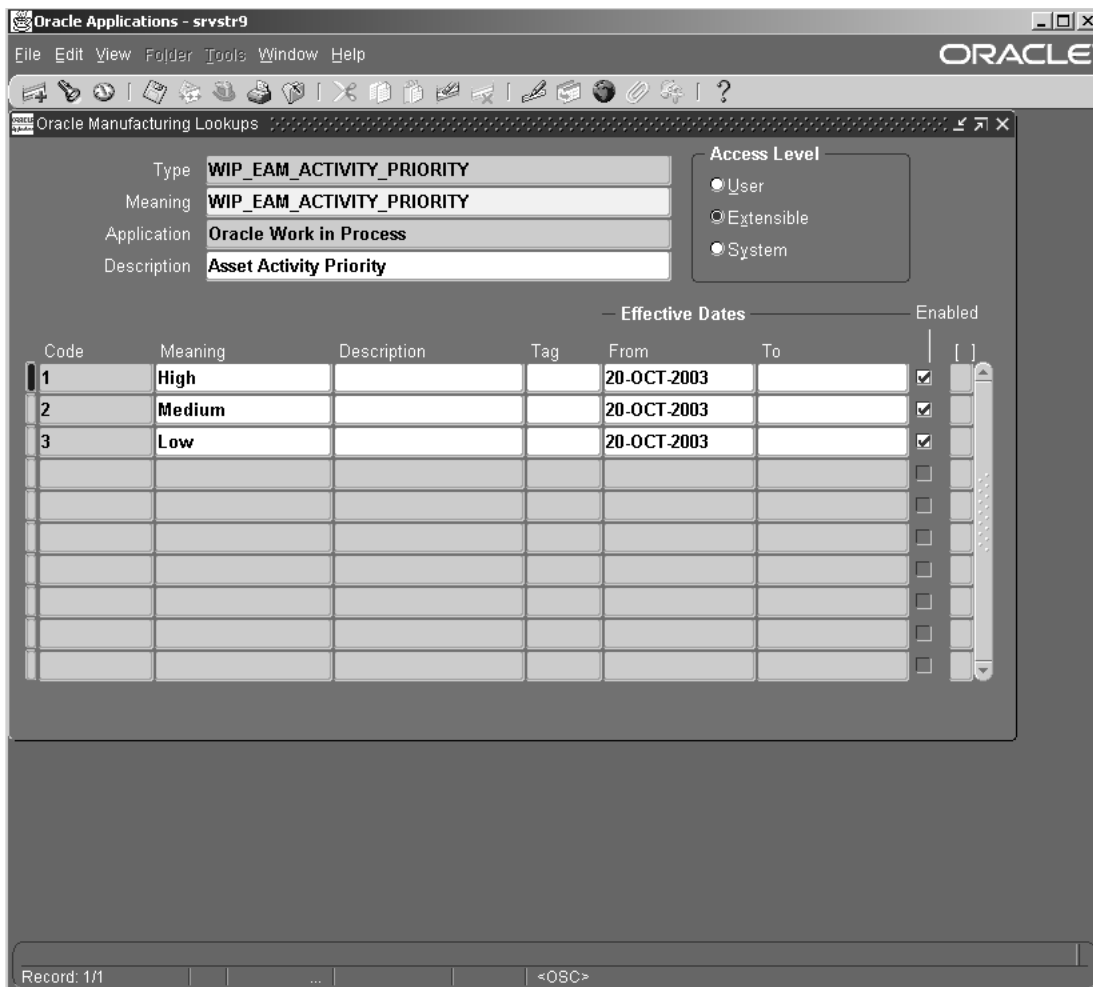 Oracle Applications - srvstr9
File Edit View Folder Tools Window Help
ORACLE
Oracle Manufacturing Lookups
Type WIP_EAM_ACTIVITY_PRIORITY
Meaning WIP_EAM_ACTIVITY_PRIORITY
Application Oracle Work in Process
Description Asset Activity Priority
Access Level
User
Extensible
System
Effective Dates Enabled
Code Meaning Description Tag From To [ ]
1 High 20-OCT-2003
2 Medium 20-OCT-2003
3 Low 20-OCT-2003
Record: 1/1 ... <OSC>